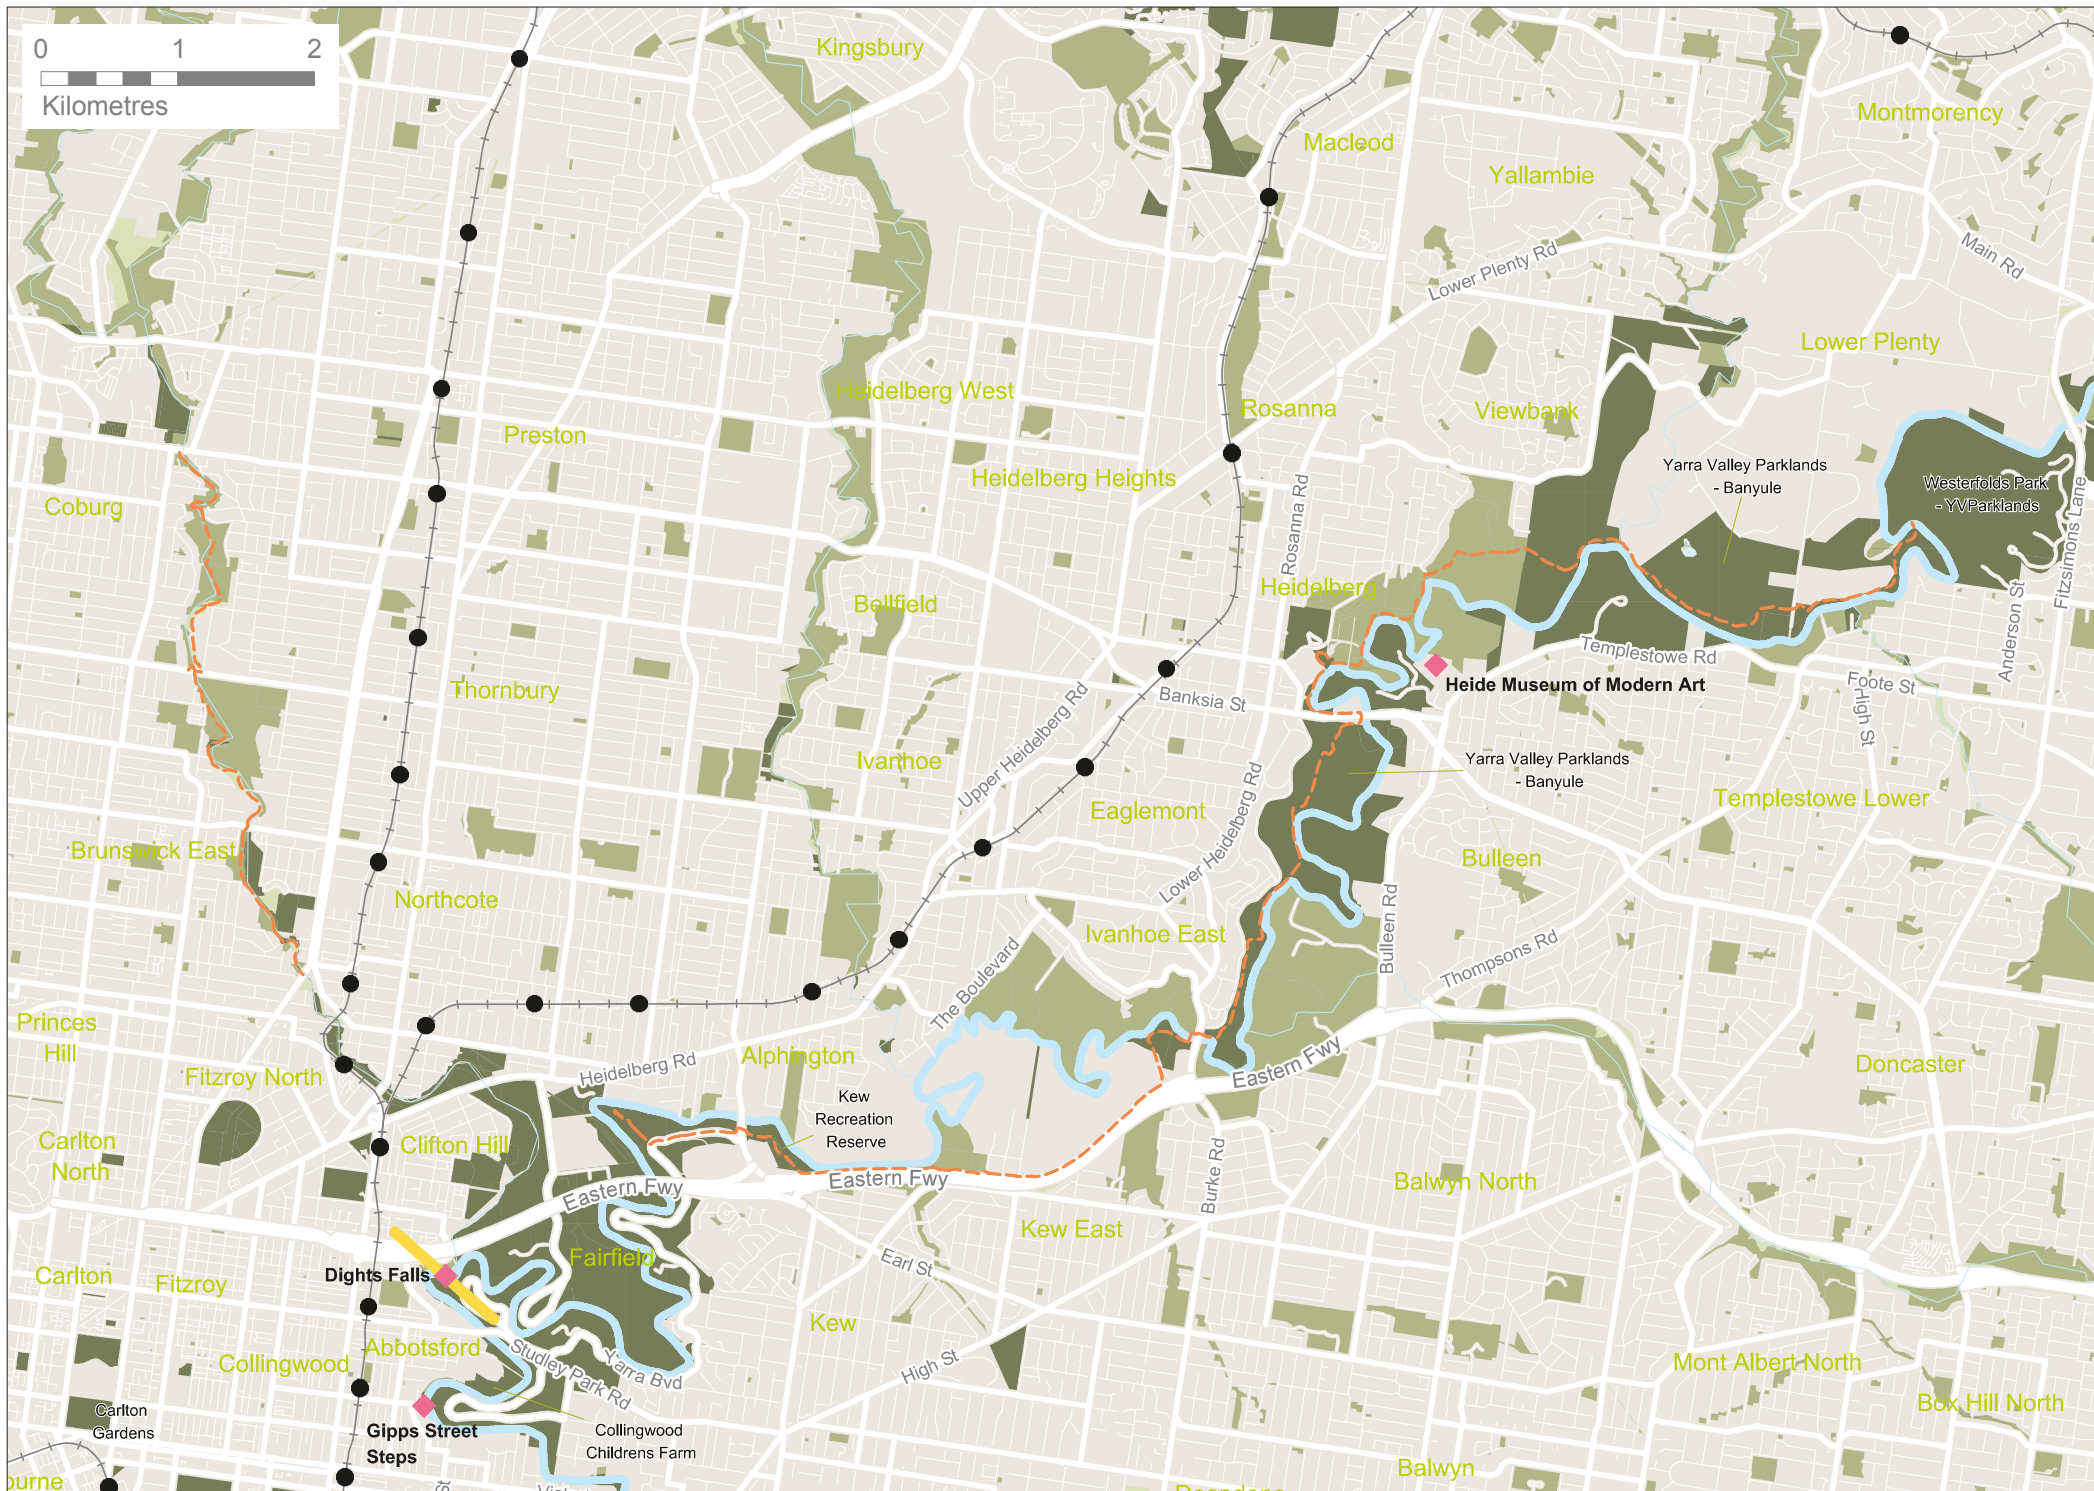 0 1 2
Kilometres
Kingsbury
Montmorency
Macleod
Yallambie
Main Rd
Lower Plenty Rd
Lower Plenty
Heidelberg West
Rosanna
Viewbank
Preston
Yarra Valley Parklands
- Banyule
Heidelberg Heights
Westerfolds Park
- YVParklands
Coburg
Rosanna Rd
Fitzsimons Lane
Heidelberg
Bellfield
Anderson St
Templestowe Rd
Thornbury
Banksia St
Heide Museum of Modern Art
Foote St
High St
Upper Heidelberg Rd
Ivanhoe
Yarra Valley Parklands
- Banyule
Eaglemont
Templestowe Lower
Lower Heidelberg Rd
Brunswick East
Bulleen
Northcote
Bulleen Rd
Ivanhoe East
The Boulevard
Thompsons Rd
Princes
Hill
Alphington
Heidelberg Rd
Eastern Fwy
Doncaster
Fitzroy North
Kew
Recreation
Reserve
Carlton
North
Clifton Hill
Burke Rd
Eastern Fwy
Eastern Fwy
Balwyn North
Kew East
Fairfield
Earl St
Dights Falls
Carlton
Fitzroy
Kew
Abbotsford
Collingwood
Studley Park Rd
Yarra Bvd
High St
Mont Albert North
Box Hill North
Carlton
Gardens
Gipps Street
Steps
Collingwood
Childrens Farm
Balwyn
ourne
St